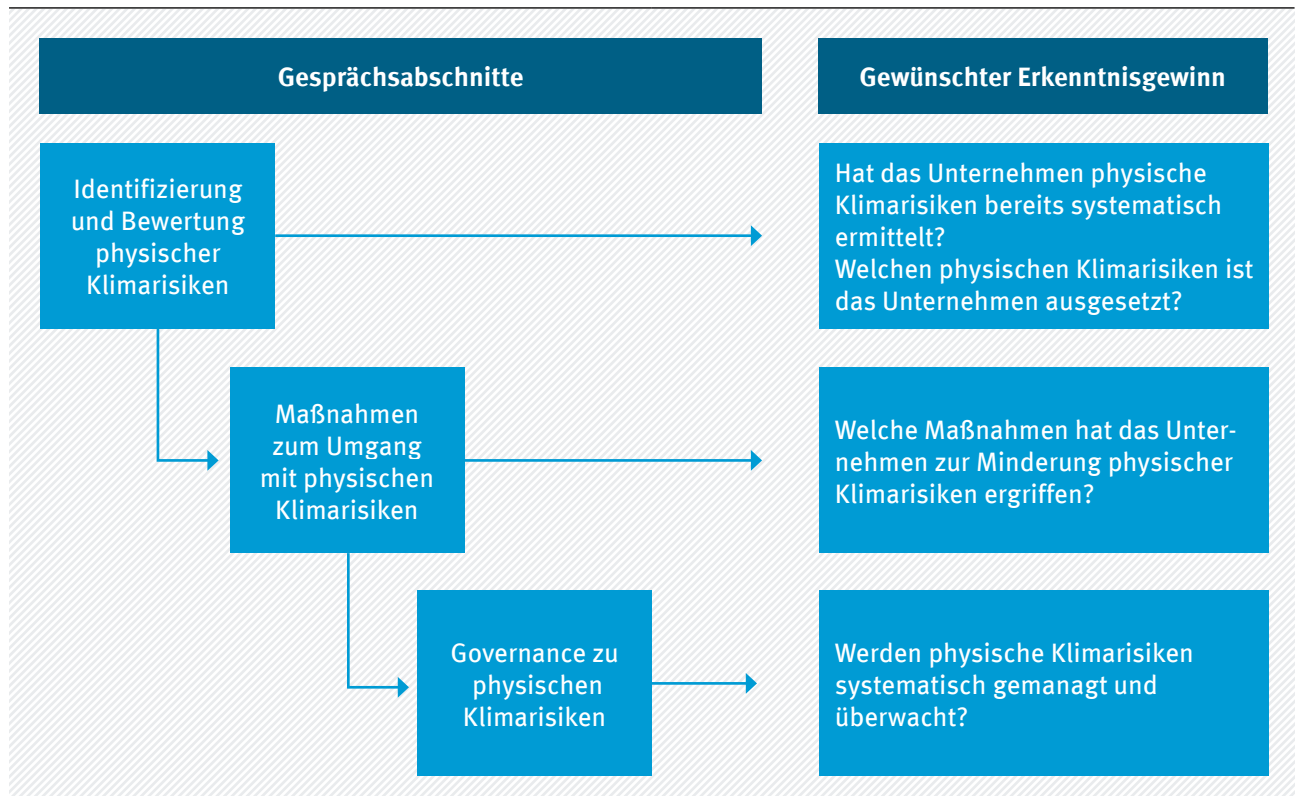 Gesprächsabschnitte
Gewünschter Erkenntnisgewinn
Identifizierung
und Bewertung
physischer
Klimarisiken
Hat das Unternehmen physische
Klimarisiken bereits systematisch
ermittelt?
Welchen physischen Klimarisiken ist
das Unternehmen ausgesetzt?
Maßnahmen
zum Umgang
mit physischen
Klimarisiken
Welche Maßnahmen hat das Unter-
nehmen zur Minderung physischer
Klimarisiken ergriffen?
Governance zu
physischen
Klimarisiken
Werden physische Klimarisiken
systematisch gemanagt und
überwacht?